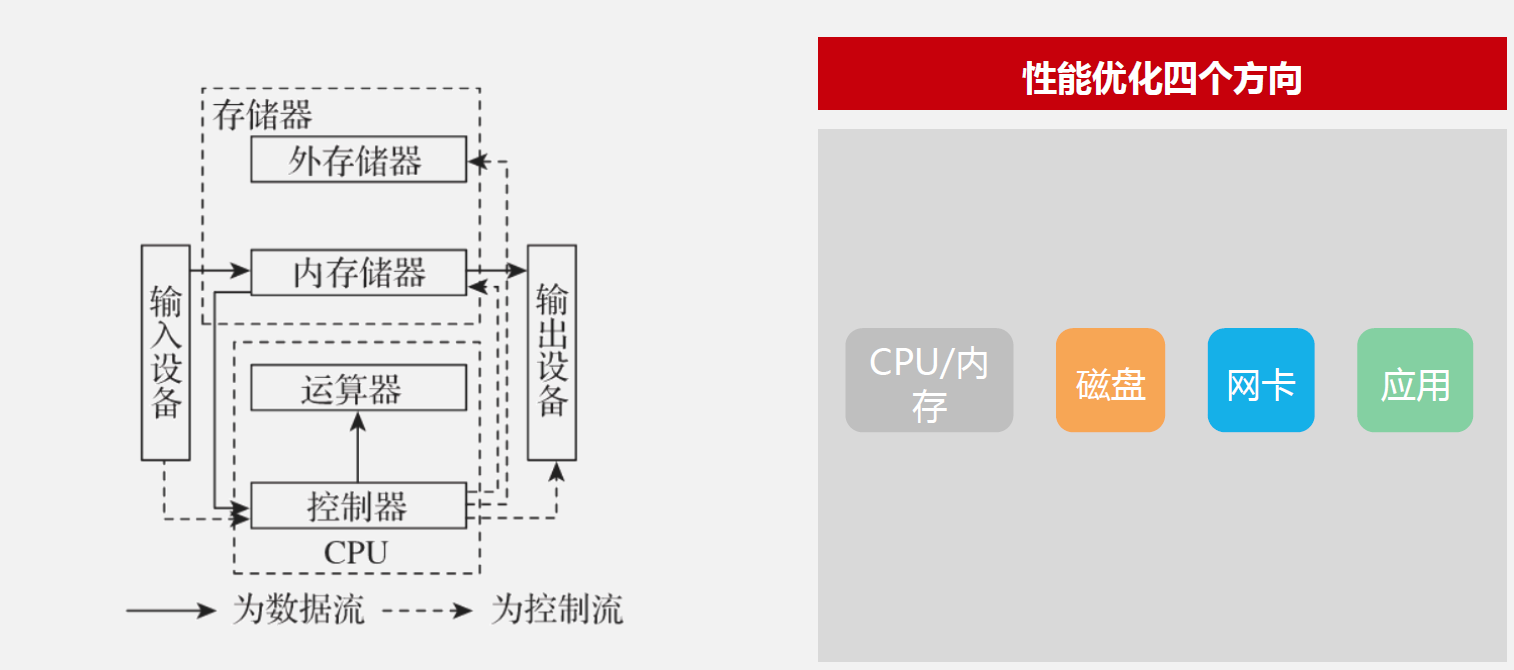 存储器
外存储器
内存储器
输入设备
输出设备
运算器
控制器
CPU
为数据流
为控制流
性能优化四个方向
CPU/内
存
磁盘
网卡
应用